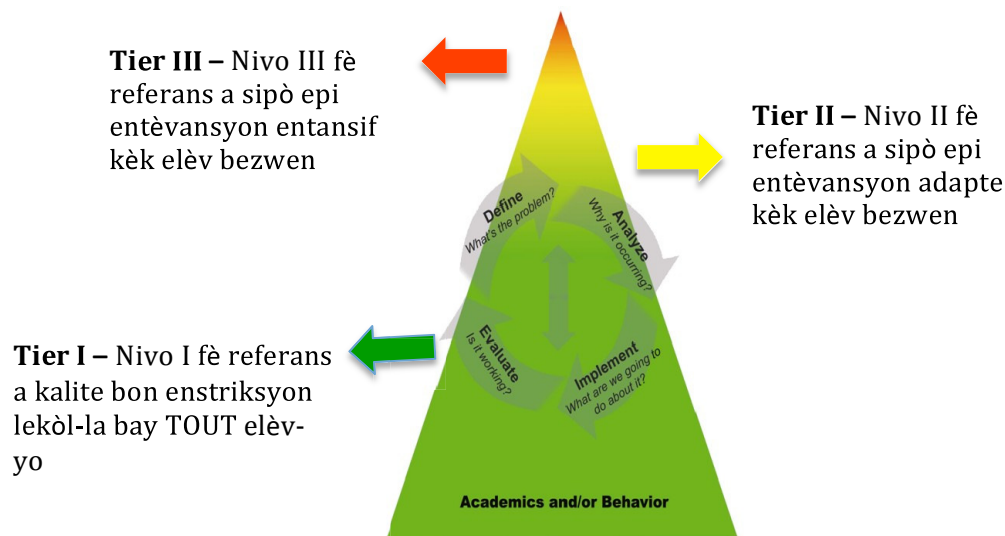 Tier III – Nivo III fè
referans a sipò epi
entèvansyon entansif
kèk elèv bezwen
Tier II – Nivo II fè
referans a sipò epi
entèvansyon adapte
kèk elèv bezwen
Define
What's the problem?
Analyze
Why is it occurring?
Implement
What are we going to
do about it?
Evaluate
Is it working?
Tier I – Nivo I fè referans
a kalite bon enstriksyon
lekòl-la bay TOUT elèv-
yo
Academics and/or Behavior